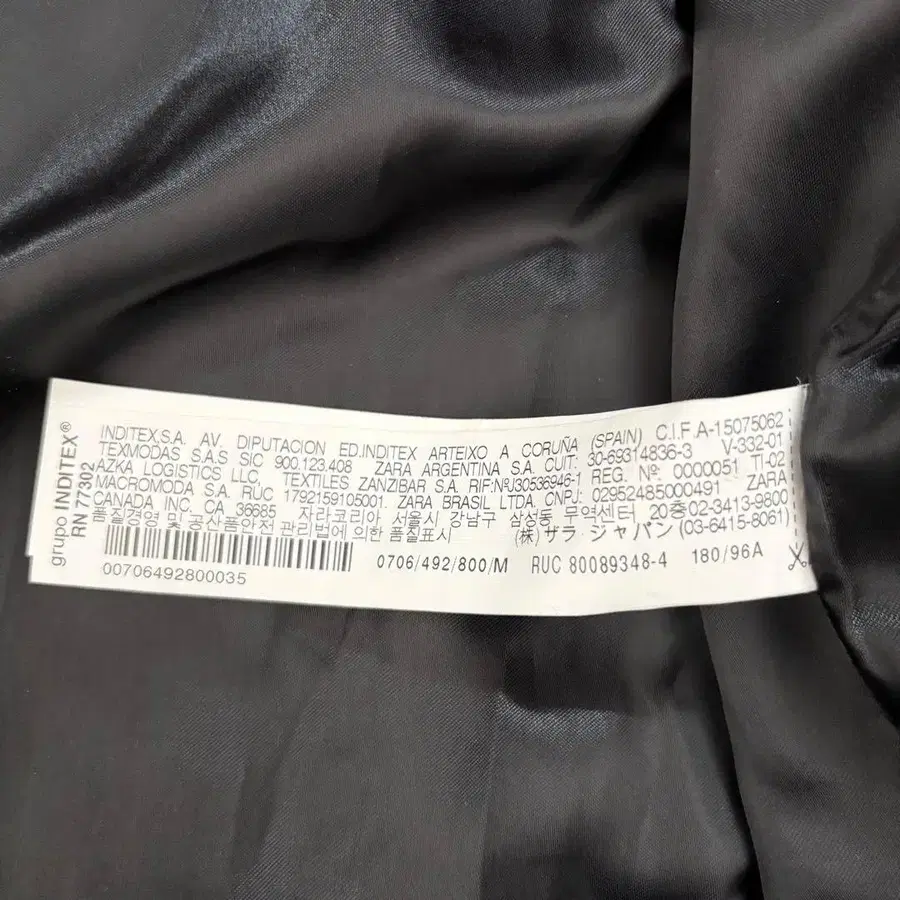 grupo INDITEX®
RN 77302
INDITEX,S.A. AV. DIPUTACION ED.INDITEX ARTEIXO A CORUÑA (SPAIN) C.I.F.A-15075062
TEXMODAS S.A.S SIC 900.123.408 ZARA ARGENTINA S.A. CUIT: 30-69314836-3 V-332-01
AZKA LOGISTICS LLC, TEXTILES ZANZIBAR S.A. RIF:NºJ30536946-1 REG. Nº 0000051 TI-02
MACROMODA S.A. RUC 1792159105001. ZARA BRASIL LTDA. CNPJ: 02952485000491 ZARA
CANADA INC. CA 36685 자라코리아 서울시 강남구 삼성동 무역센터 20층 02-3413-9800
품질경영 및 공산품안전 관리법에 의한 품질표시 (株) ザラ・ジャパン (03-6415-8061)
00706492800035 0706/492/800/M RUC 80089348-4 180/96A